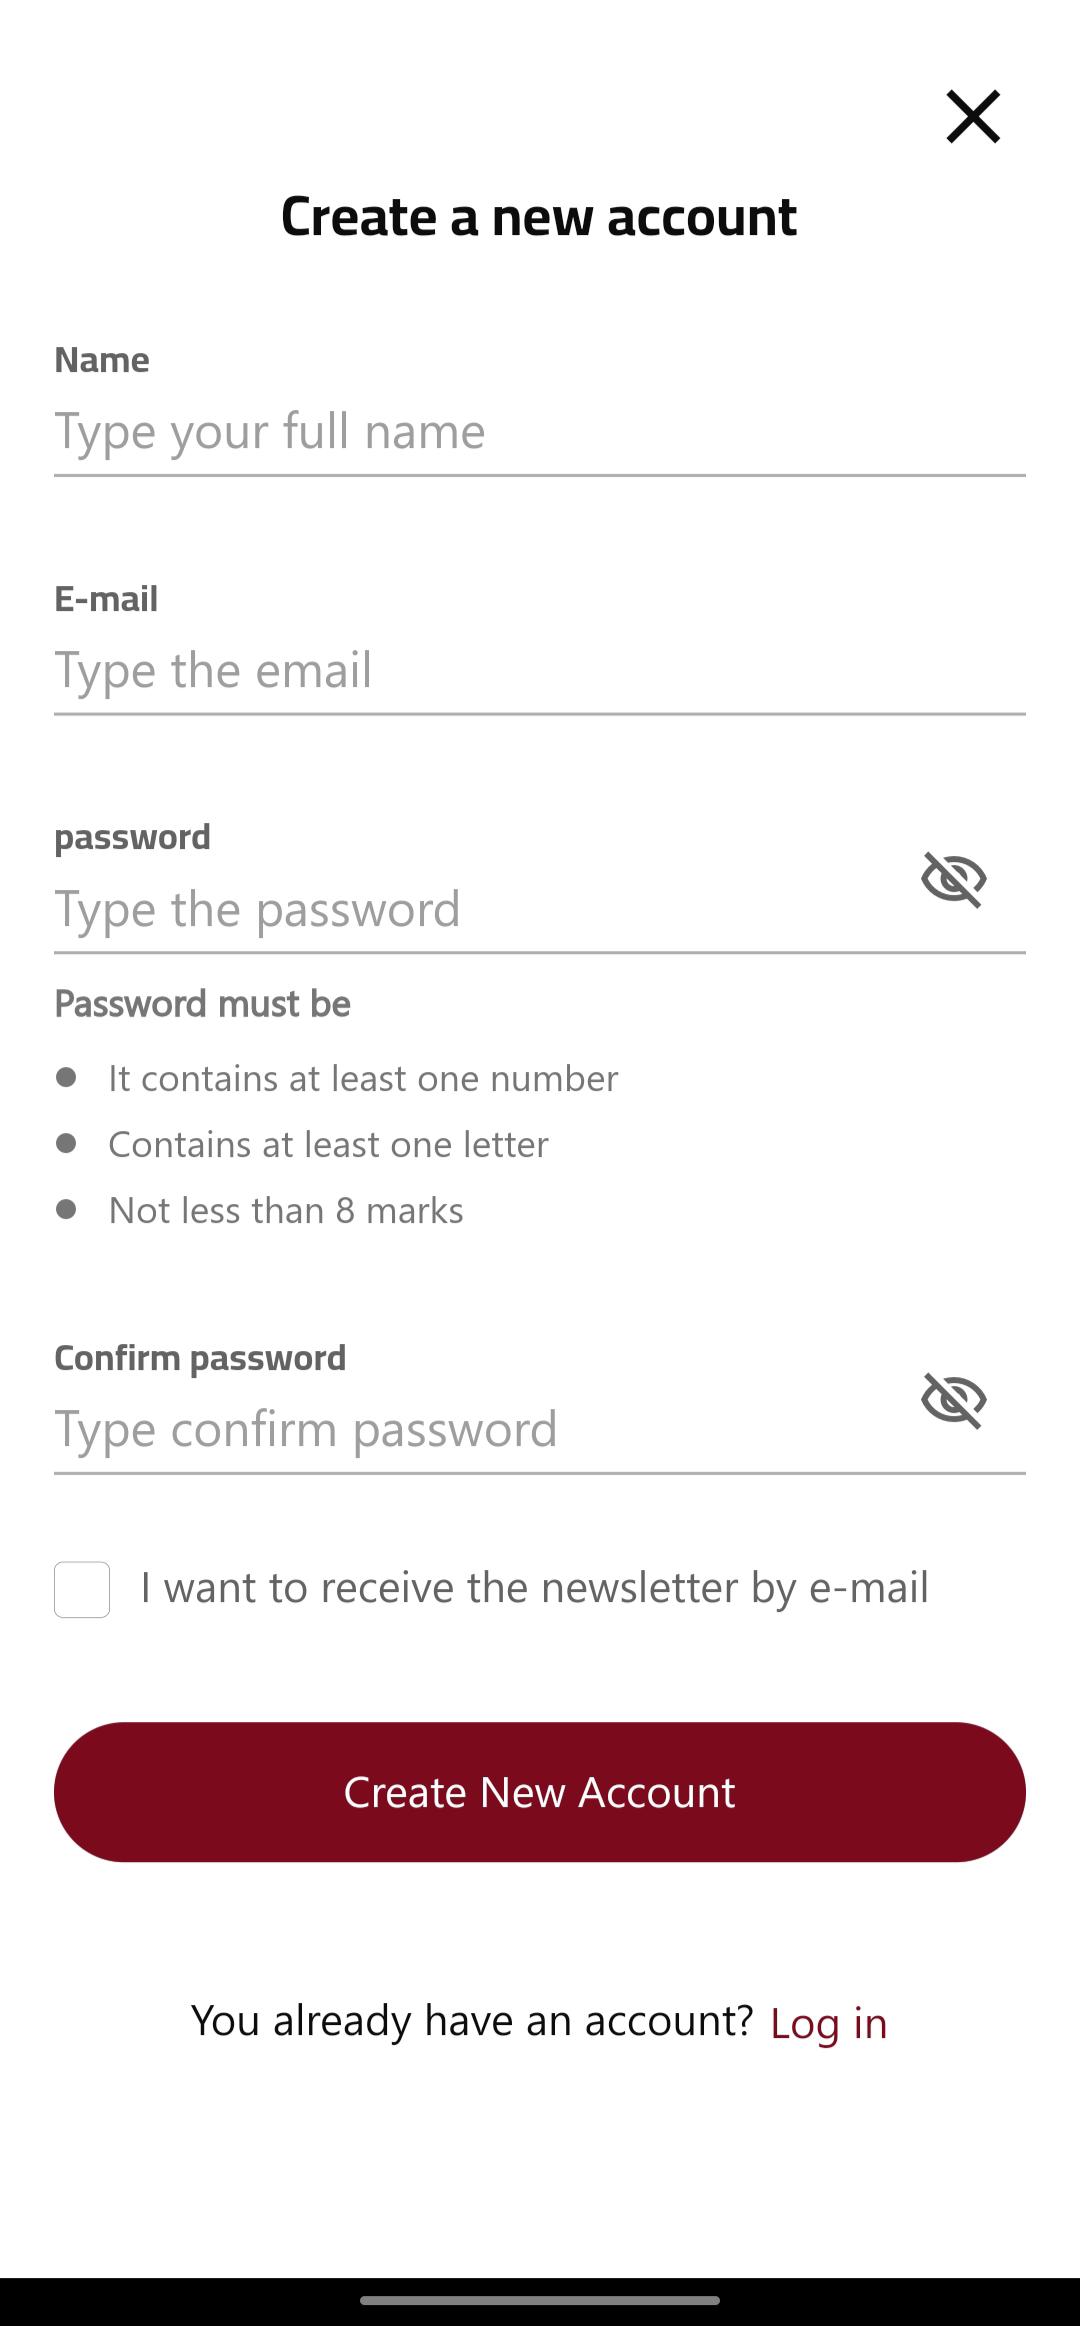 Create a new account
Name
Type your full name
E-mail
Type the email
password
Type the password
Password must be
It contains at least one number
Contains at least one letter
Not less than 8 marks
Confirm password
Type confirm password
I want to receive the newsletter by e-mail
Create New Account
You already have an account? Log in